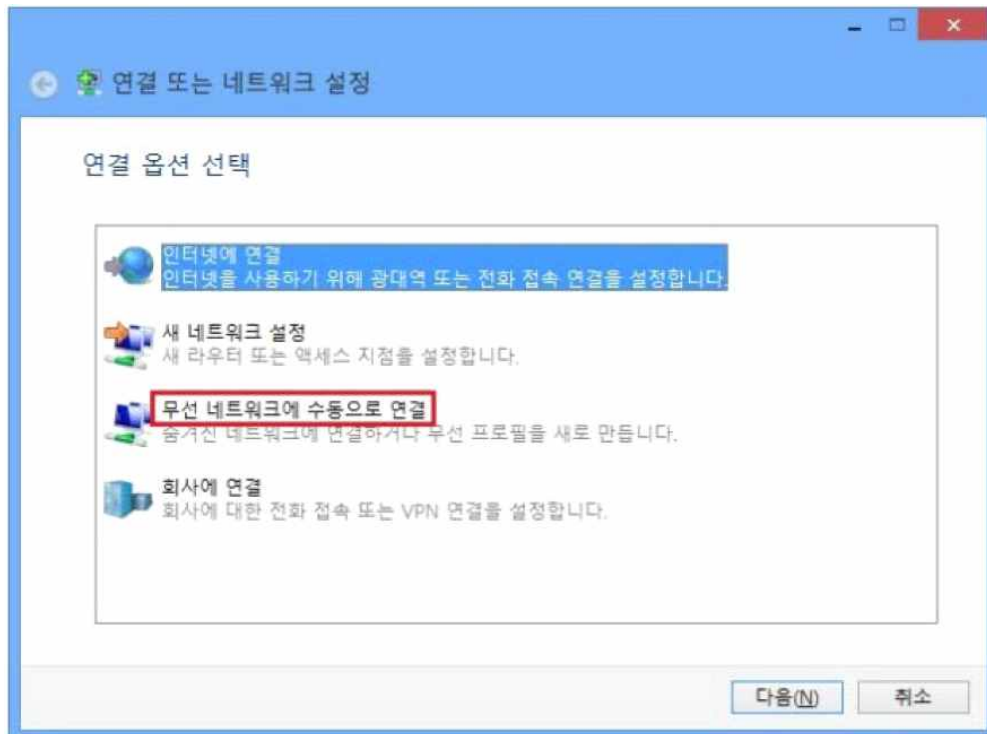 연결 또는 네트워크 설정
연결 옵션 선택
인터넷에 연결
인터넷을 사용하기 위해 광대역 또는 전화 접속 연결을 설정합니다.
새 네트워크 설정
새 라우터 또는 액세스 지점을 설정합니다.
무선 네트워크에 수동으로 연결
숨겨진 네트워크에 연결하거나 무선 프로필을 새로 만듭니다.
회사에 연결
회사에 대한 전화 접속 또는 VPN 연결을 설정합니다.
다음(N) 취소